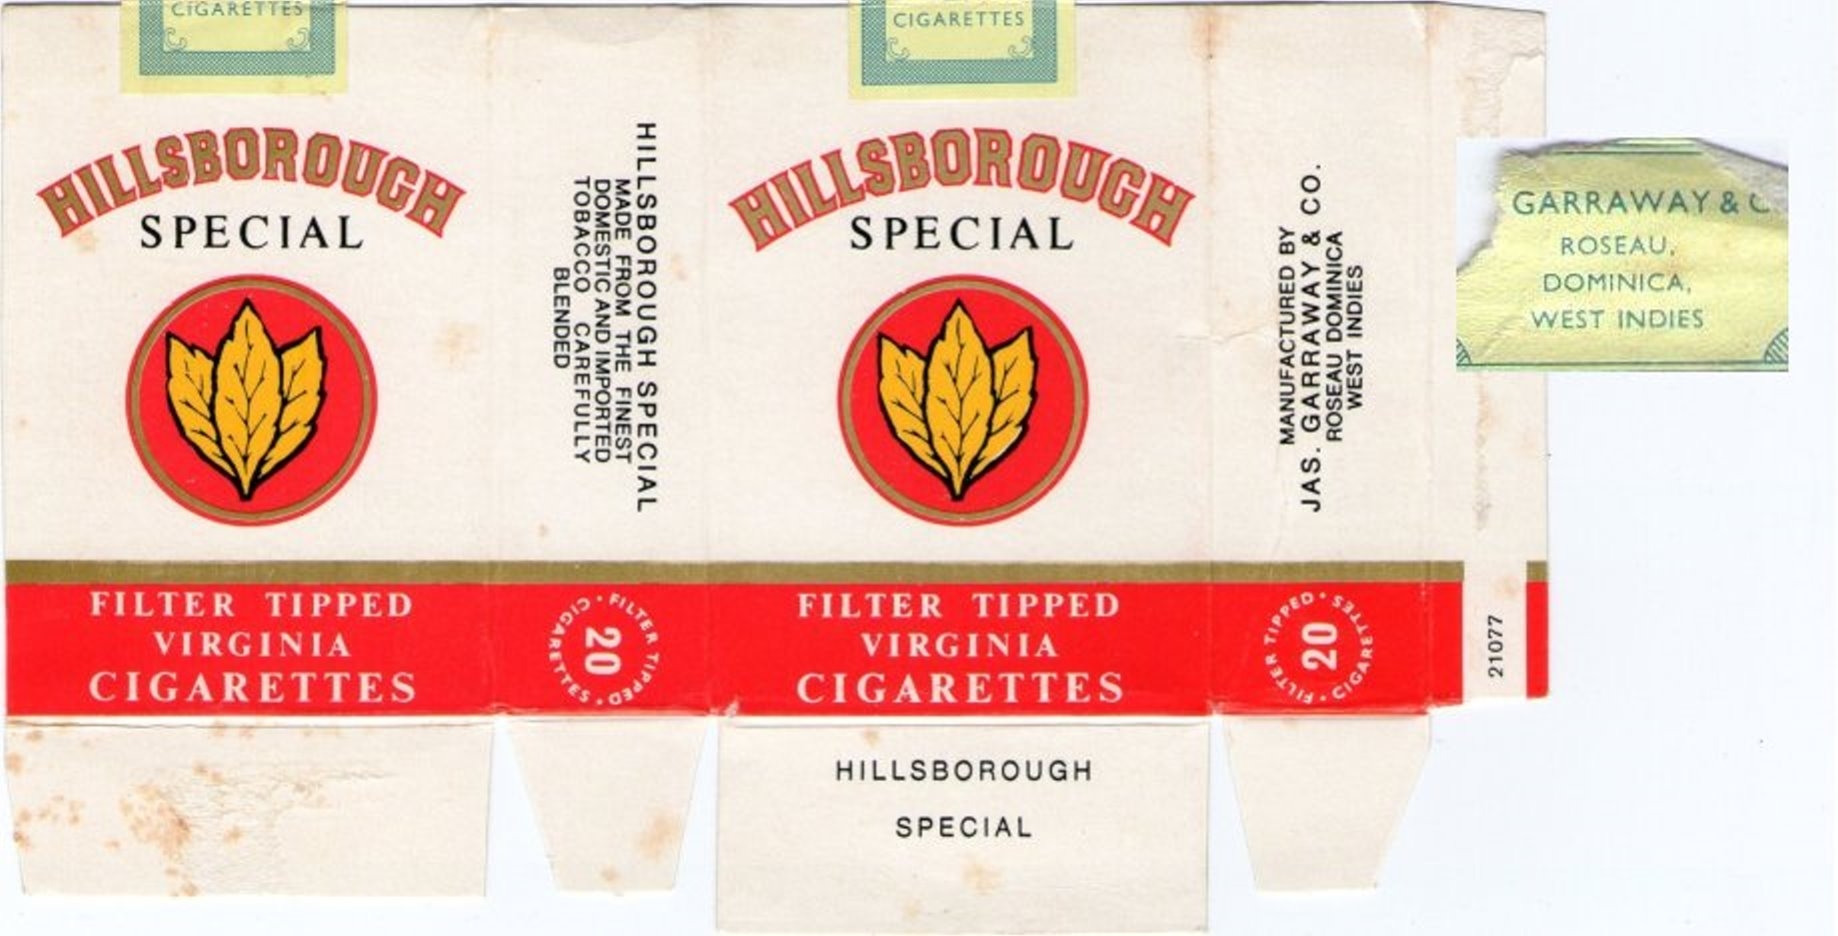 CIGARETTES
HILLSBOROUGH
SPECIAL
FILTER TIPPED
VIRGINIA
CIGARETTES
HILLSBOROUGH SPECIAL
MADE FROM THE FINEST
DOMESTIC AND IMPORTED
TOBACCO CAREFULLY
BLENDED
FILTER TIPPED • CIGARETTES •
20
CIGARETTES
HILLSBOROUGH
SPECIAL
FILTER TIPPED
VIRGINIA
CIGARETTES
HILLSBOROUGH
SPECIAL
MANUFACTURED BY
JAS. GARRAWAY & CO.
ROSEAU DOMINICA
WEST INDIES
FILTER TIPPED • CIGARETTES •
20
21077
GARRAWAY & C
ROSEAU,
DOMINICA,
WEST INDIES